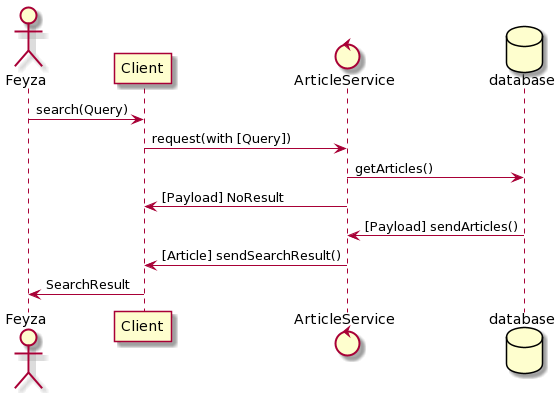 Feyza
Client
ArticleService
database
search(Query)
request(with [Query])
getArticles()
[Payload] NoResult
[Payload] sendArticles()
[Article] sendSearchResult()
SearchResult
Feyza
Client
ArticleService
database